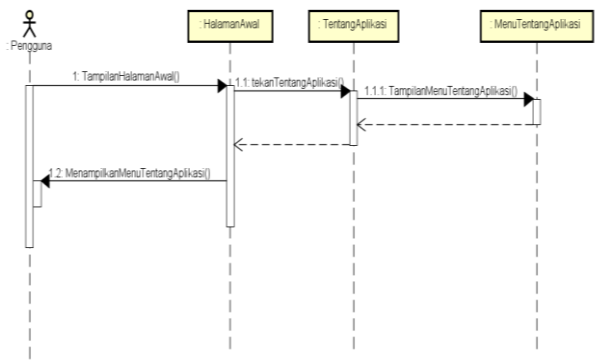 : Pengguna
: HalamanAwal
: TentangAplikasi
: MenuTentangAplikasi
1: TampilanHalamanAwal()
1.1: tekanTentangAplikasi()
1.1.1: TampilanMenuTentangAplikasi()
1.2: MenampilkanMenuTentangAplikasi()